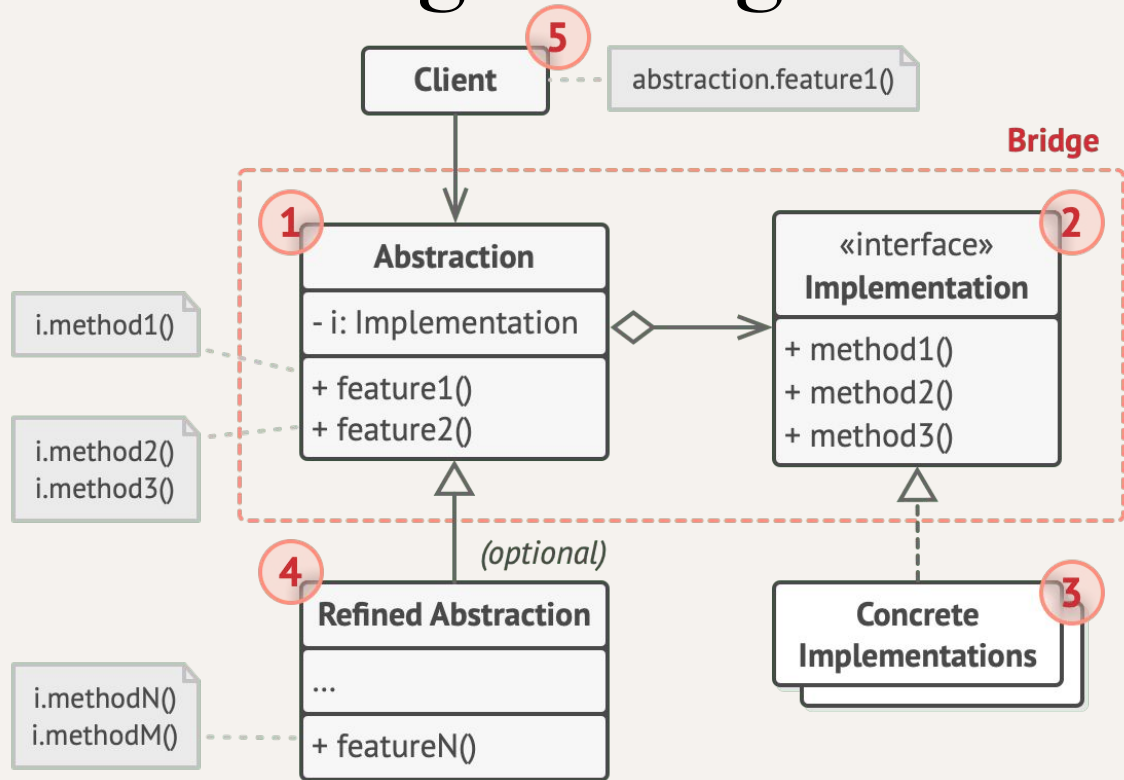 5
Client
abstraction.feature1()
Bridge
1
Abstraction
- i: Implementation
+ feature1()
+ feature2()
2
«interface»
Implementation
+ method1()
+ method2()
+ method3()
i.method1()
i.method2()
i.method3()
(optional)
4
Refined Abstraction
...
+ featureN()
3
Concrete
Implementations
i.methodN()
i.methodM()